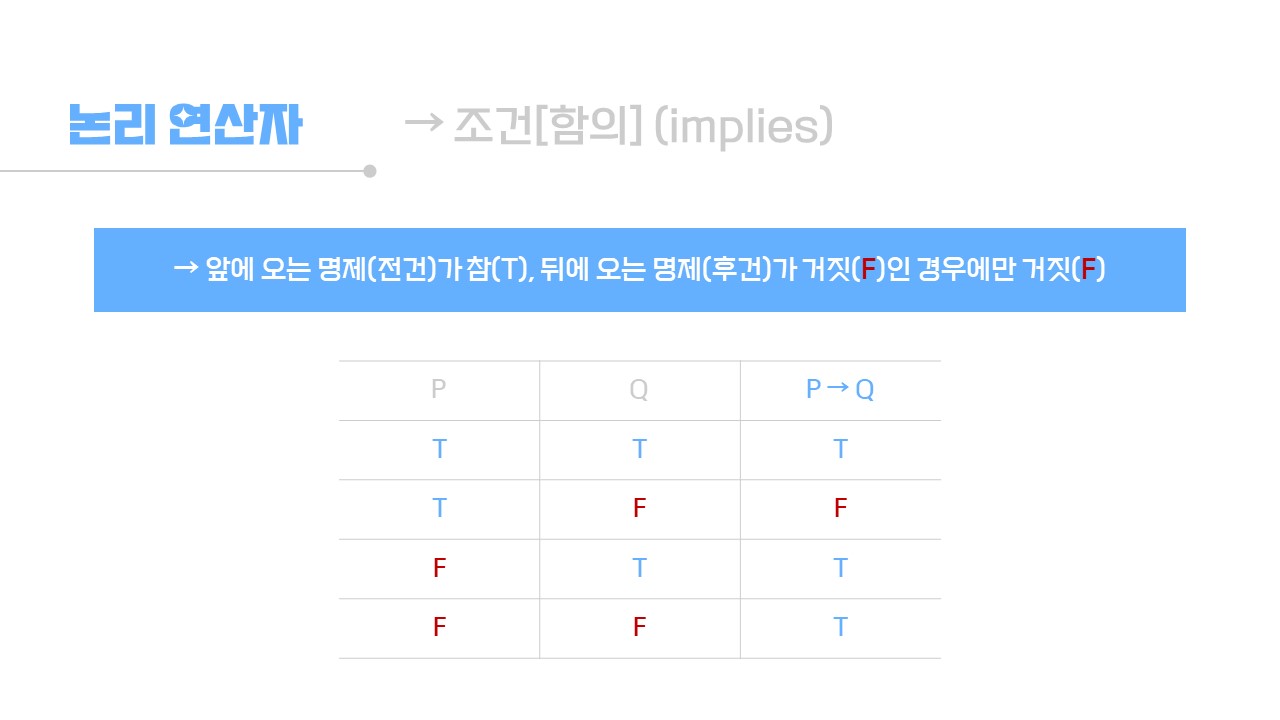 논리 연산자 → 조건[함의] (implies)
→ 앞에 오는 명제(전건)가 참(T), 뒤에 오는 명제(후건)가 거짓(F)인 경우에만 거짓(F)
P Q P → Q
T T T
T F F
F T T
F F T